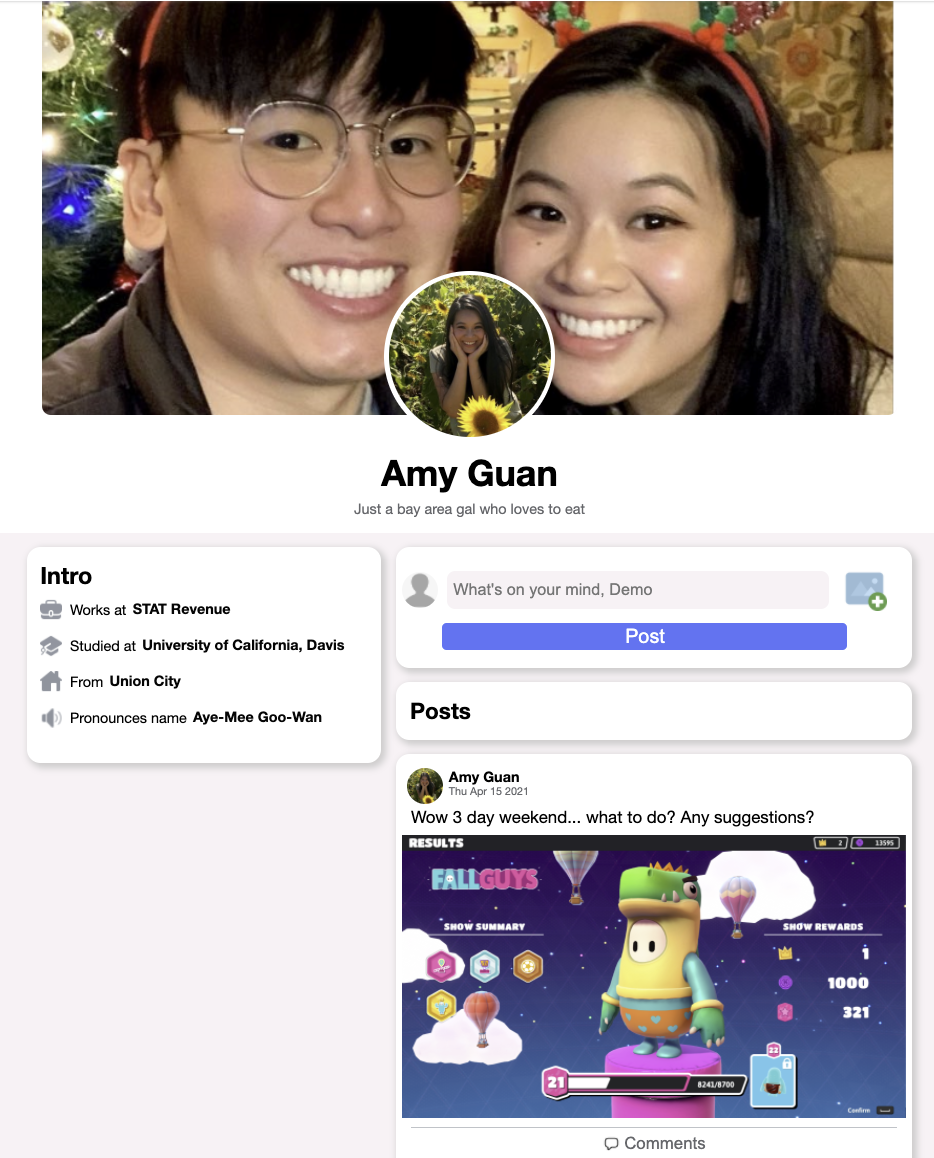 Amy Guan
Just a bay area gal who loves to eat
Intro
Works at STAT Revenue
Studied at University of California, Davis
From Union City
Pronounces name Aye-Mee Goo-Wan
What's on your mind, Demo
Post
Posts
Amy Guan
Thu Apr 15 2021
Wow 3 day weekend... what to do? Any suggestions?
RESULTS
2
13595
FALL GUYS
SHOW SUMMARY
SHOW REWARDS
1
1000
321
22
21
8241/8700
Confirm
Comments